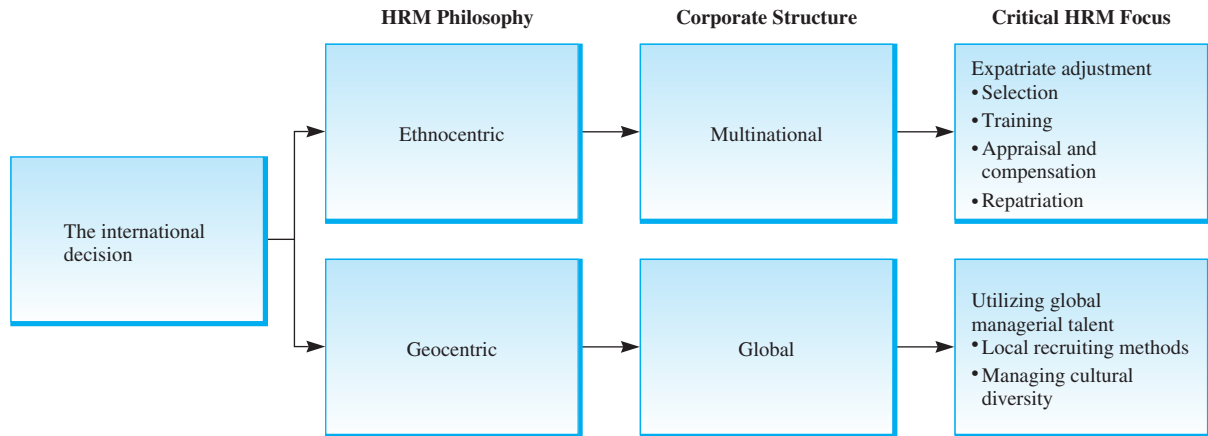 HRM Philosophy
Corporate Structure
Critical HRM Focus
The international
decision
Ethnocentric
Multinational
Expatriate adjustment
• Selection
• Training
• Appraisal and
compensation
• Repatriation
Geocentric
Global
Utilizing global
managerial talent
• Local recruiting methods
• Managing cultural
diversity